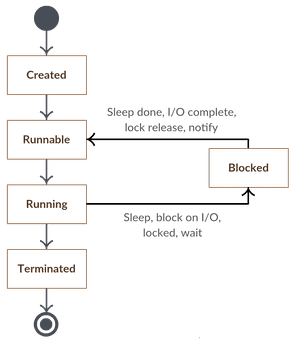 Created
Sleep done, I/O complete,
lock release, notify
Runnable
Blocked
Running
Sleep, block on I/O,
locked, wait
Terminated